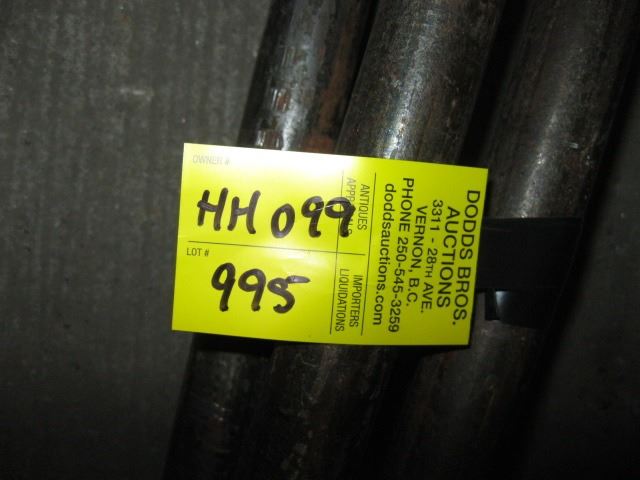 OWNER #
HH 099
LOT #
995
ANTIQUES
APPRAISALS
IMPORTERS
LIQUIDATIONS
DODDS BROS.
AUCTIONS
3311 - 28TH AVE.
VERNON, B.C.
PHONE 250-545-3259
doddsauctions.com